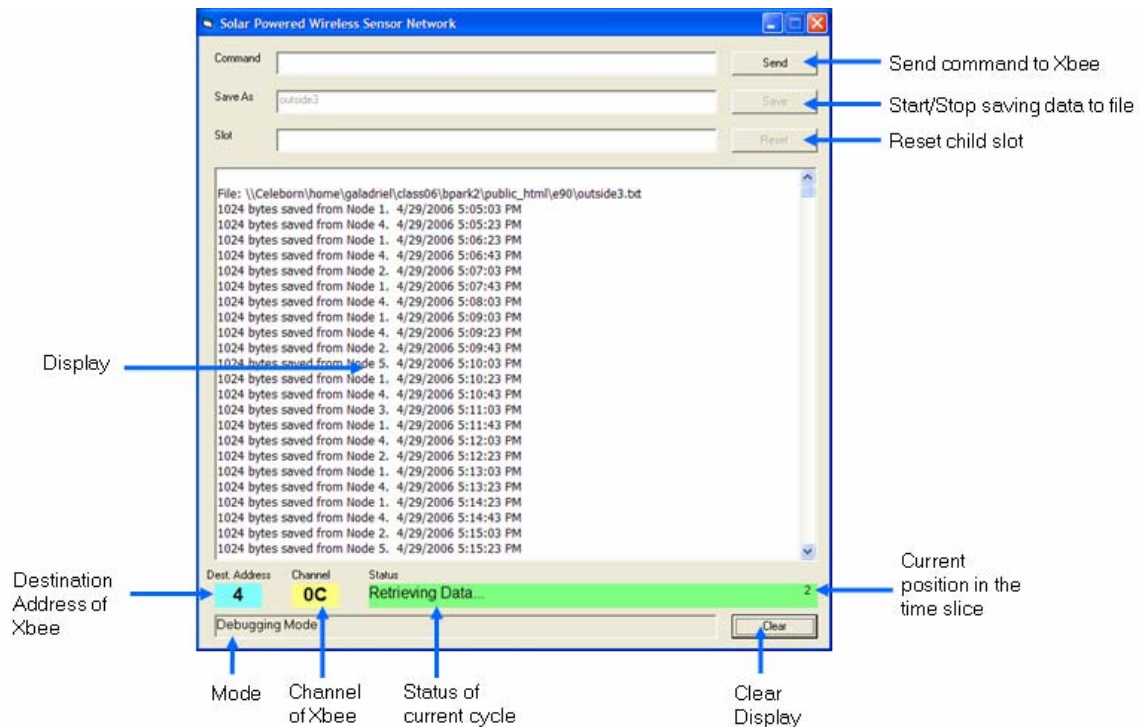 Solar Powered Wireless Sensor Network
Command
Send
Send command to Xbee
Save As
outside3
Save
Start/Stop saving data to file
Slot
Reset
Reset child slot
File: \\Celeborn\home\galadriel\class06\bpark2\public_html\e90\outside3.txt
1024 bytes saved from Node 1. 4/29/2006 5:05:03 PM
1024 bytes saved from Node 4. 4/29/2006 5:05:23 PM
1024 bytes saved from Node 1. 4/29/2006 5:06:23 PM
1024 bytes saved from Node 4. 4/29/2006 5:06:43 PM
1024 bytes saved from Node 2. 4/29/2006 5:07:03 PM
1024 bytes saved from Node 1. 4/29/2006 5:07:43 PM
1024 bytes saved from Node 4. 4/29/2006 5:08:03 PM
1024 bytes saved from Node 1. 4/29/2006 5:09:03 PM
1024 bytes saved from Node 4. 4/29/2006 5:09:23 PM
1024 bytes saved from Node 2. 4/29/2006 5:09:43 PM
1024 bytes saved from Node 5. 4/29/2006 5:10:03 PM
1024 bytes saved from Node 1. 4/29/2006 5:10:23 PM
1024 bytes saved from Node 4. 4/29/2006 5:10:43 PM
1024 bytes saved from Node 3. 4/29/2006 5:11:03 PM
1024 bytes saved from Node 1. 4/29/2006 5:11:43 PM
1024 bytes saved from Node 4. 4/29/2006 5:12:03 PM
1024 bytes saved from Node 2. 4/29/2006 5:12:23 PM
1024 bytes saved from Node 1. 4/29/2006 5:13:03 PM
1024 bytes saved from Node 4. 4/29/2006 5:13:23 PM
1024 bytes saved from Node 1. 4/29/2006 5:14:23 PM
1024 bytes saved from Node 4. 4/29/2006 5:14:43 PM
1024 bytes saved from Node 2. 4/29/2006 5:15:03 PM
1024 bytes saved from Node 5. 4/29/2006 5:15:23 PM
Display
Dest. Address
Channel
Status
4
0C
Retrieving Data...
2
Debugging Mode
Clear
Destination
Address of
Xbee
Current
position in the
time slice
Mode
Channel
of Xbee
Status of
current cycle
Clear
Display